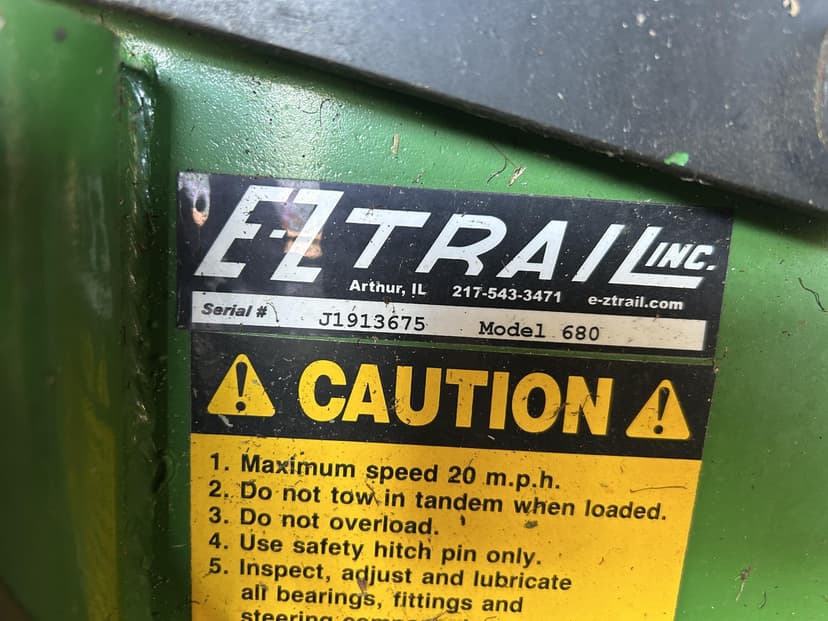 E-Z TRAIL INC.
Arthur, IL 217-543-3471 e-ztrail.com
Serial # J1913675 Model 680
CAUTION
1. Maximum speed 20 m.p.h.
2. Do not tow in tandem when loaded.
3. Do not overload.
4. Use safety hitch pin only.
5. Inspect, adjust and lubricate
all bearings, fittings and
steering